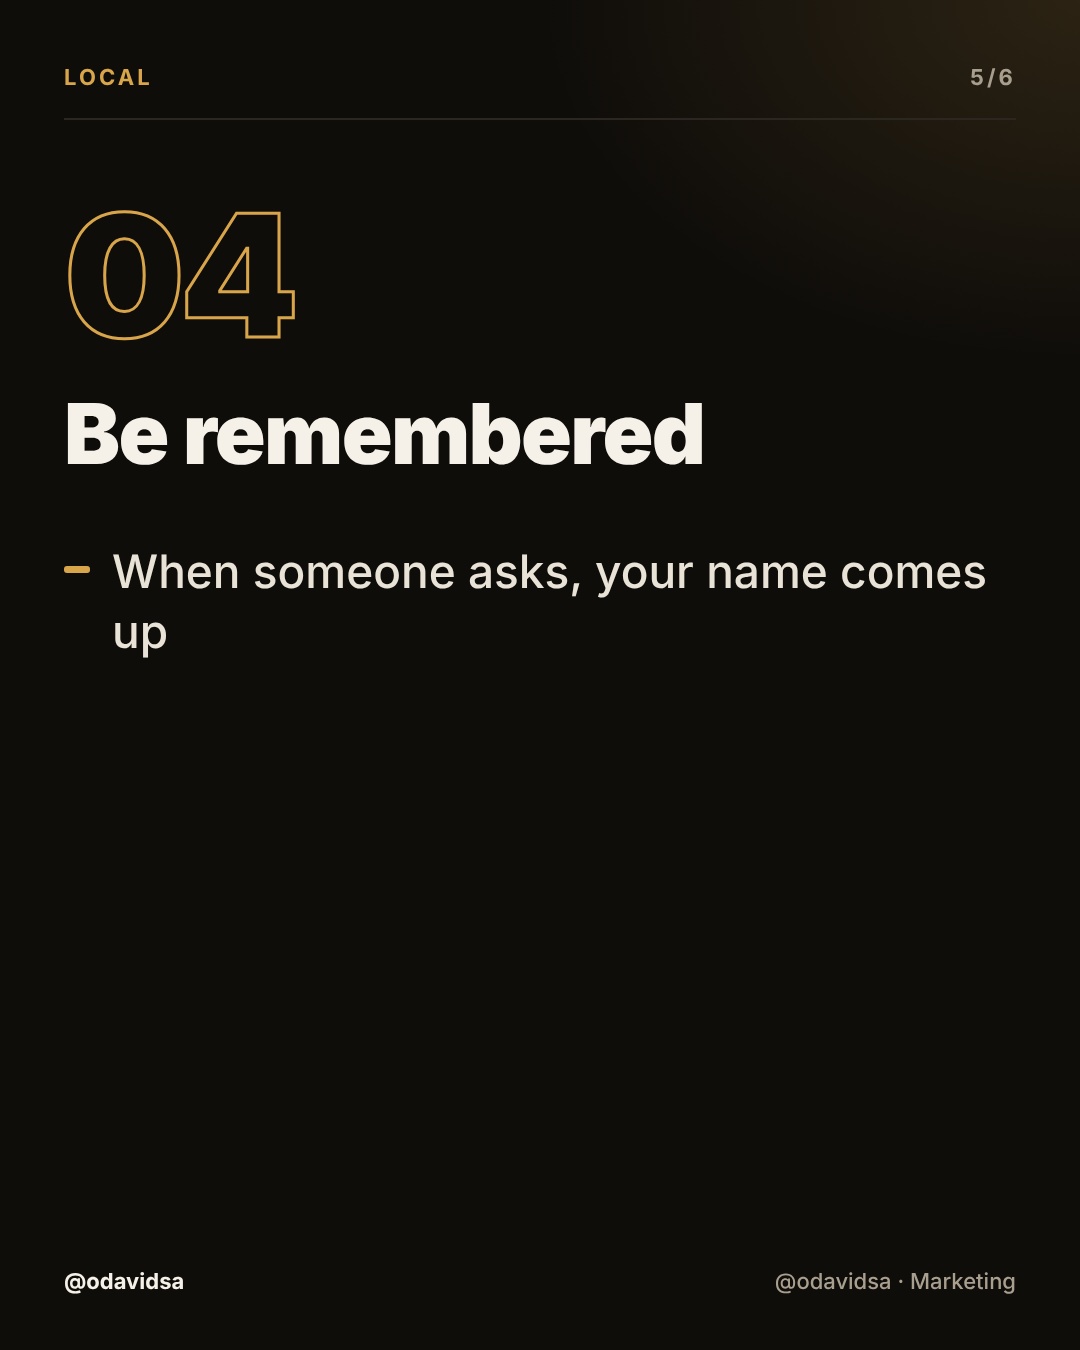 LOCAL
5/6
04
Be remembered
When someone asks, your name comes
up
@odavidsa
@odavidsa · Marketing